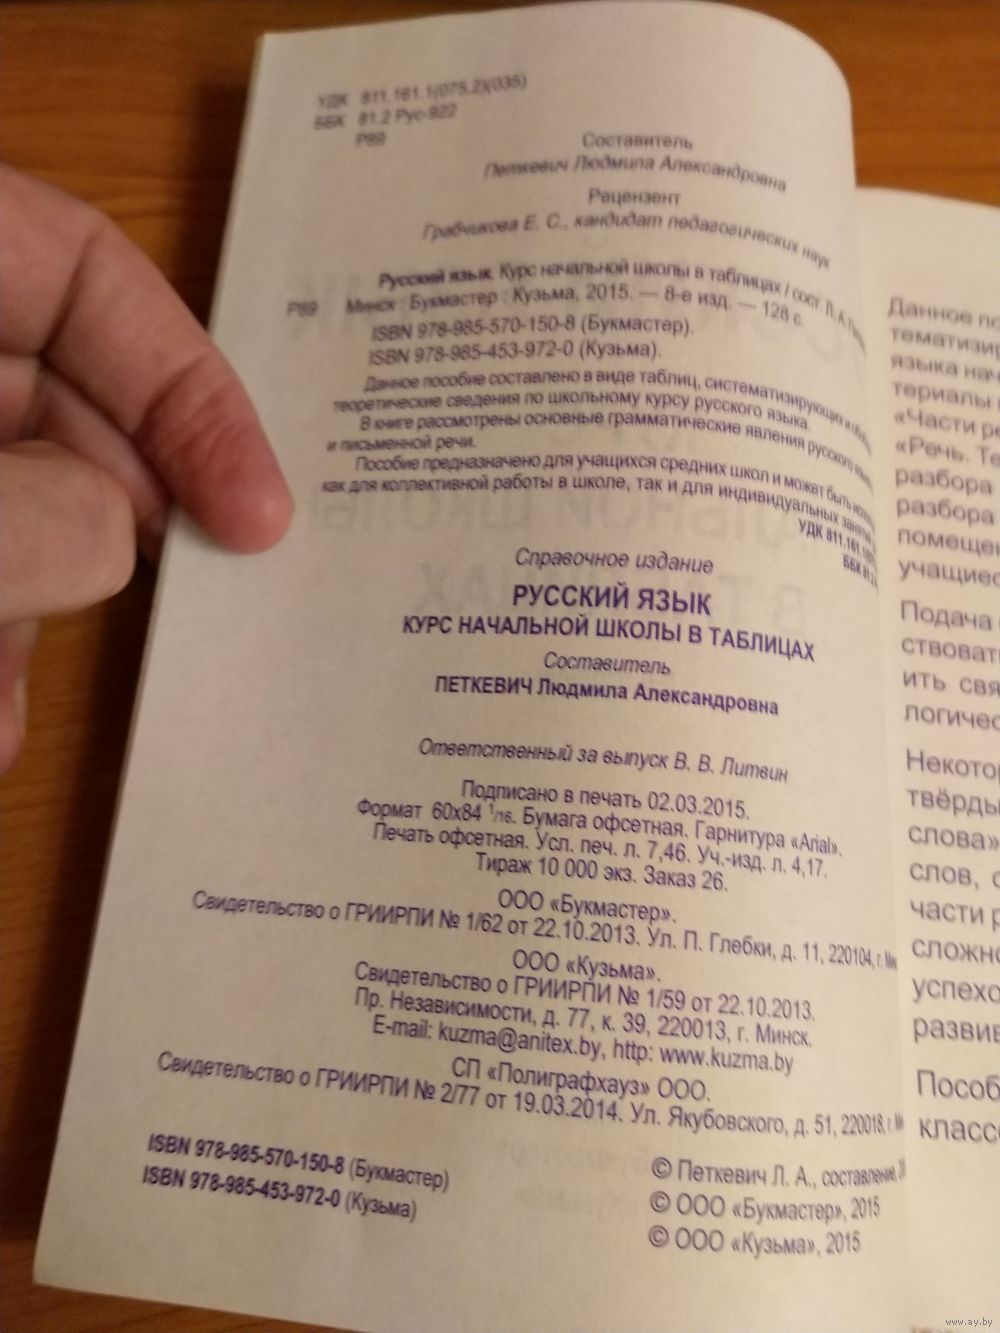 УДК 811.161.1(075.2)(035)
ББК 81.2 Рус-922
Р89
Составитель
Петкевич Людмила Александровна
Рецензент
Грабчикова Е. С., кандидат педагогических наук
Русский язык. Курс начальной школы в таблицах / сост. Л. А.
Р89 Минск : Букмастер : Кузьма, 2015. — 8-е изд. — 128 с.
ISBN 978-985-570-150-8 (Букмастер).
ISBN 978-985-453-972-0 (Кузьма).
Данное пособие составлено в виде таблиц, систематизирующих и
теоретические сведения по школьному курсу русского языка.
В книге рассмотрены основные грамматические явления русского
и письменной речи.
Пособие предназначено для учащихся средних школ и может быть
как для коллективной работы в школе, так и для индивидуальных занятий
УДК 811.161.1
ББК 81.2
Справочное издание
РУССКИЙ ЯЗЫК
КУРС НАЧАЛЬНОЙ ШКОЛЫ В ТАБЛИЦАХ
Составитель
ПЕТКЕВИЧ Людмила Александровна
Ответственный за выпуск В. В. Литвин
Подписано в печать 02.03.2015.
Формат 60x84 1/16. Бумага офсетная. Гарнитура «Arial».
Печать офсетная. Усл. печ. л. 7,46. Уч.-изд. л. 4,17.
Тираж 10 000 экз. Заказ 26.
ООО «Букмастер».
Свидетельство о ГРИИРПИ № 1/62 от 22.10.2013. Ул. П. Глебки, д. 11, 220104, г.
ООО «Кузьма».
Свидетельство о ГРИИРПИ № 1/59 от 22.10.2013.
Пр. Независимости, д. 77, к. 39, 220013, г. Минск.
E-mail: kuzma@anitex.by, http: www.kuzma.by
СП «Полиграфхауз» ООО.
Свидетельство о ГРИИРПИ № 2/77 от 19.03.2014. Ул. Якубовского, д. 51, 220018, г.
ISBN 978-985-570-150-8 (Букмастер)
ISBN 978-985-453-972-0 (Кузьма)
© Петкевич Л. А., составление,
© ООО «Букмастер», 2015
© ООО «Кузьма», 2015
Данное по
тематизир
языка нач
териалы
«Части ре
«Речь. Те
разбора
разбора
помещен
учащиес
Подача
ствоват
ить свя
логичес
Некотор
твёрды
слова»
слов, с
части р
сложно
успехо
развив
Пособ
классо
www.ay.by